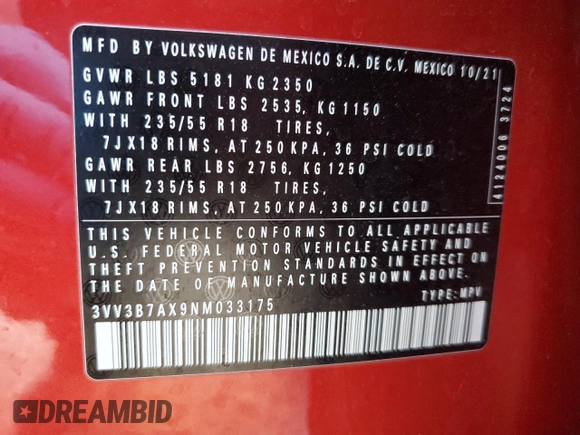 MFD BY VOLKSWAGEN DE MEXICO S.A. DE C.V. MEXICO 10/21
GVWR LBS 5181 KG 2350
GAWR FRONT LBS 2535, KG 1150
WITH 235/55 R18 TIRES,
7JX18 RIMS, AT 250 KPA, 36 PSI COLD
GAWR REAR LBS 2756, KG 1250
WITH 235/55 R18 TIRES,
7JX18 RIMS, AT 250 KPA, 36 PSI COLD
THIS VEHICLE CONFORMS TO ALL APPLICABLE
U.S. FEDERAL MOTOR VEHICLE SAFETY AND
THEFT PREVENTION STANDARDS IN EFFECT ON
THE DATE OF MANUFACTURE SHOWN ABOVE.
3VV3B7AX9NM033175 TYPE: MPV
4124006 3724
DREAMBID